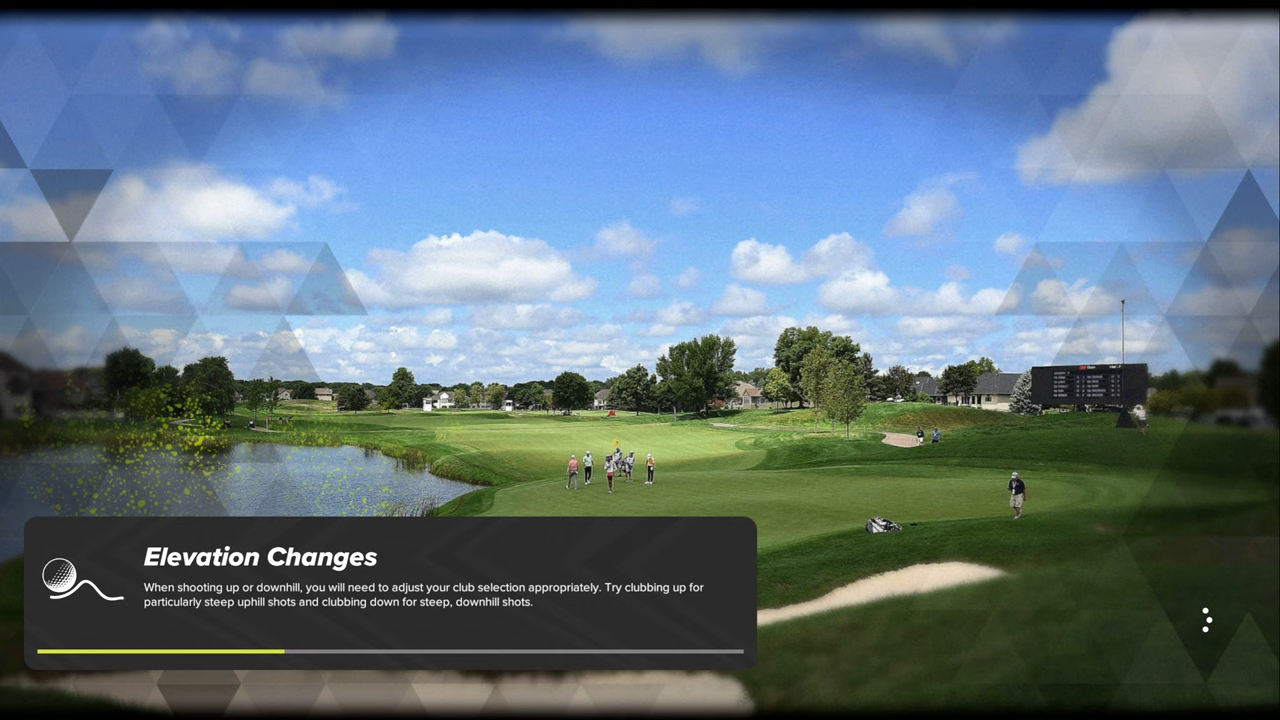 Elevation Changes
When shooting up or downhill, you will need to adjust your club selection appropriately. Try clubbing up for
particularly steep uphill shots and clubbing down for steep, downhill shots.